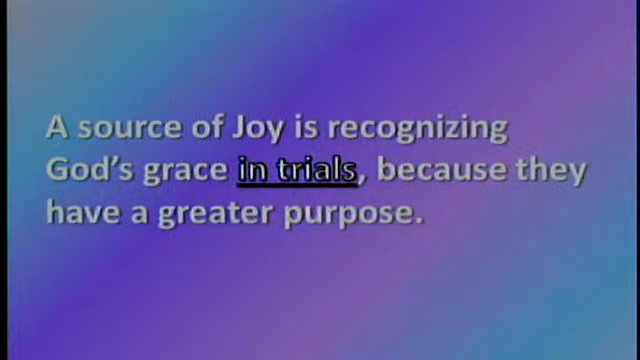 A source of Joy is recognizing
God's grace in trials, because they
have a greater purpose.